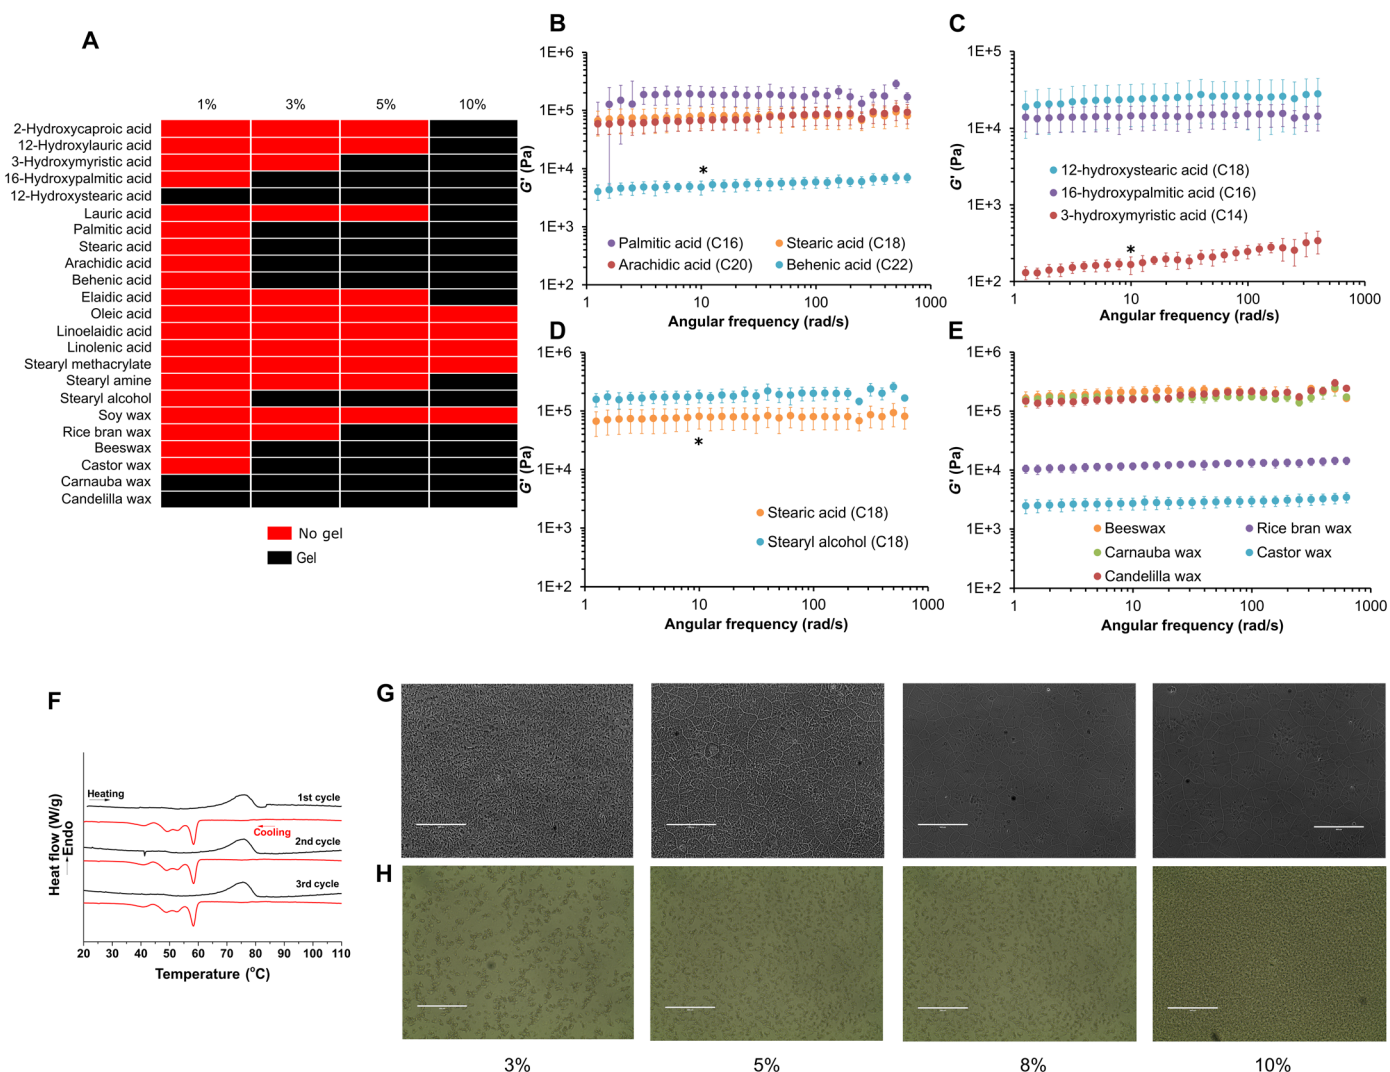 A
1% 3% 5% 10%
2-Hydroxycaproic acid
12-Hydroxylauric acid
3-Hydroxymyristic acid
16-Hydroxypalmitic acid
12-Hydroxystearic acid
Lauric acid
Palmitic acid
Stearic acid
Arachidic acid
Behenic acid
Elaidic acid
Oleic acid
Linoelaidic acid
Linolenic acid
Stearyl methacrylate
Stearyl amine
Stearyl alcohol
Soy wax
Rice bran wax
Beeswax
Castor wax
Carnauba wax
Candelilla wax
No gel
Gel
B
G' (Pa)
1E+6
1E+5
1E+4
1E+3
1E+2
*
Palmitic acid (C16) Stearic acid (C18)
Arachidic acid (C20) Behenic acid (C22)
1 10 100 1000
Angular frequency (rad/s)
C
G' (Pa)
1E+5
1E+4
1E+3
1E+2
12-hydroxystearic acid (C18)
16-hydroxypalmitic acid (C16)
3-hydroxymyristic acid (C14)
*
1 10 100 1000
Angular frequency (rad/s)
D
G' (Pa)
1E+6
1E+5
1E+4
1E+3
1E+2
*
Stearic acid (C18)
Stearyl alcohol (C18)
1 10 100 1000
Angular frequency (rad/s)
E
G' (Pa)
1E+6
1E+5
1E+4
1E+3
1E+2
Beeswax Rice bran wax
Carnauba wax Castor wax
Candelilla wax
1 10 100 1000
Angular frequency (rad/s)
F
Heat flow (W/g)
→Endo
Heating
1st cycle
Cooling
2nd cycle
3rd cycle
20 30 40 50 60 70 80 90 100 110
Temperature (°C)
G
H
3% 5% 8% 10%